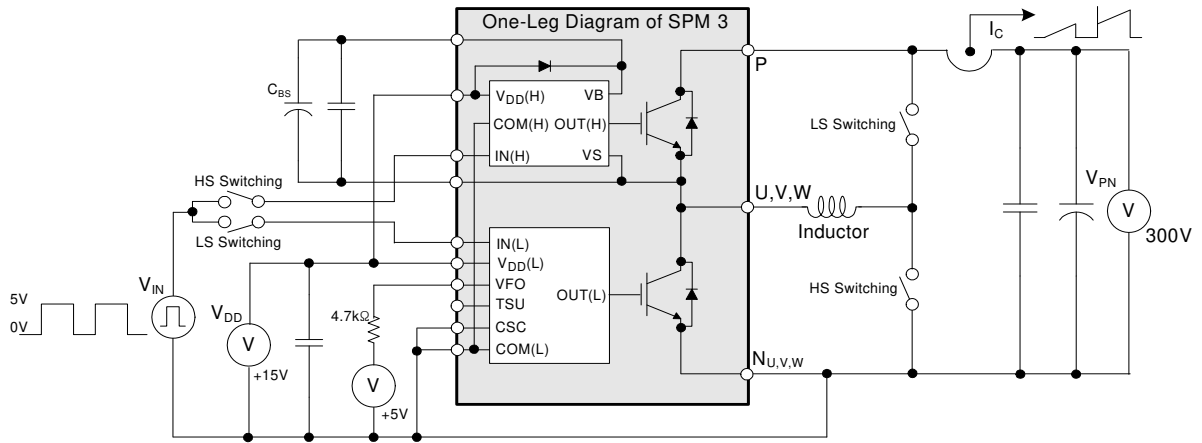 One-Leg Diagram of SPM 3
I_C
P
C_BS
V_DD(H)
VB
COM(H)
OUT(H)
IN(H)
VS
LS Switching
HS Switching
LS Switching
U,V,W
Inductor
V_PN
V
300V
IN(L)
V_DD(L)
VFO
TSU
CSC
COM(L)
OUT(L)
HS Switching
V_IN
5V
0V
V_DD
V
+15V
4.7kΩ
V
+5V
N_U,V,W